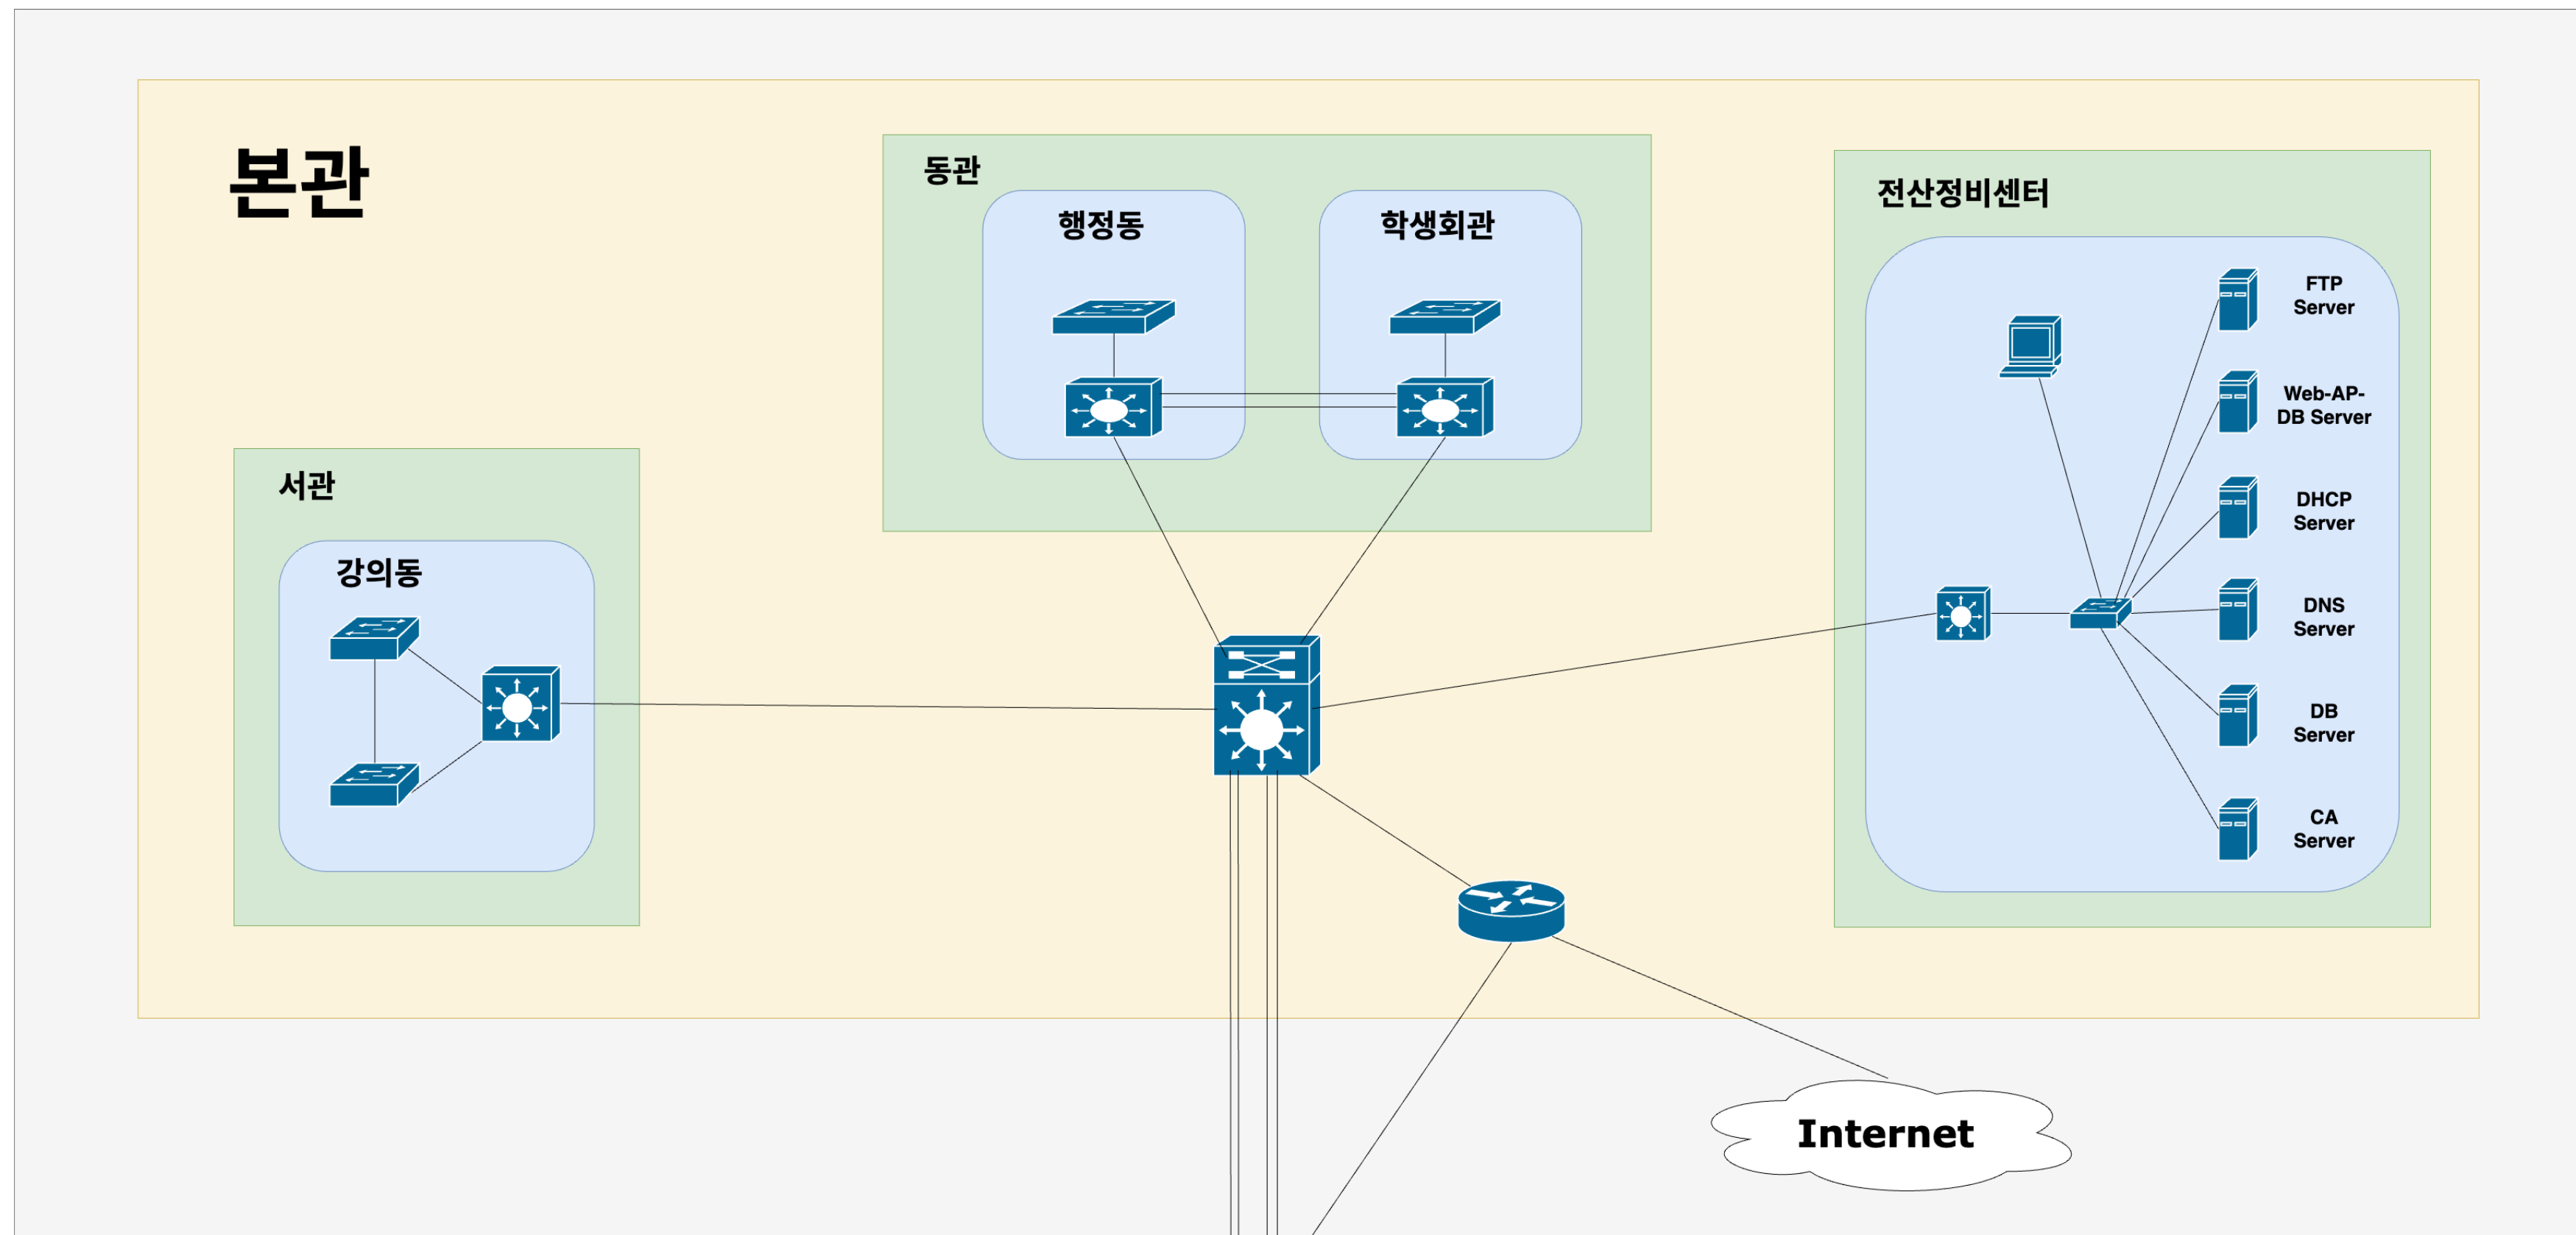 본관
동관
행정동
학생회관
전산정비센터
FTP
Server
Web-AP-
DB Server
DHCP
Server
DNS
Server
DB
Server
CA
Server
서관
강의동
Internet